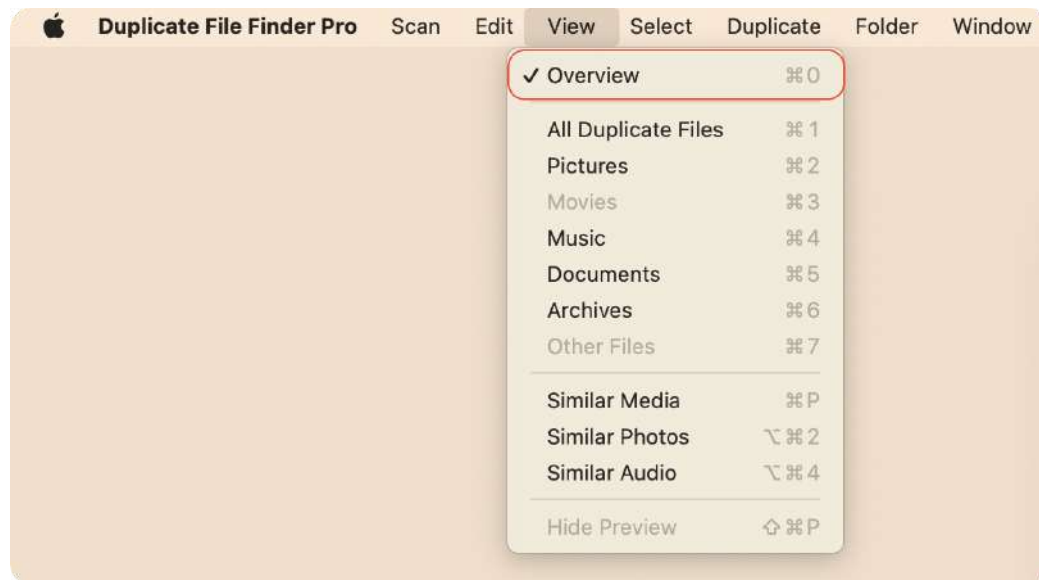 Duplicate File Finder Pro Scan Edit View Select Duplicate Folder Window
✓ Overview ⌘0
All Duplicate Files ⌘1
Pictures ⌘2
Movies ⌘3
Music ⌘4
Documents ⌘5
Archives ⌘6
Other Files ⌘7
Similar Media ⌘P
Similar Photos ⌥⌘2
Similar Audio ⌥⌘4
Hide Preview ⇧⌘P